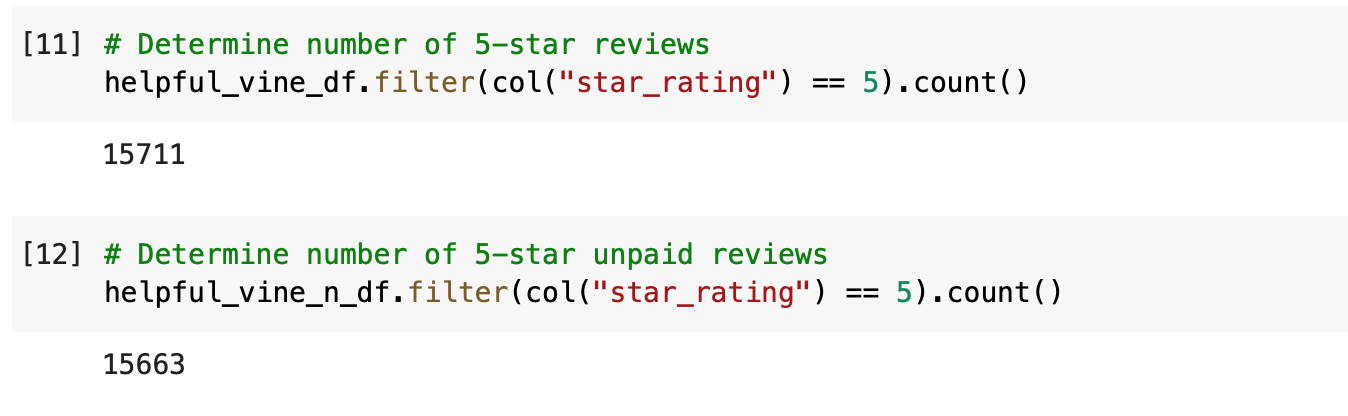 [11] # Determine number of 5-star reviews
helpful_vine_df.filter(col("star_rating") == 5).count()
15711
[12] # Determine number of 5-star unpaid reviews
helpful_vine_n_df.filter(col("star_rating") == 5).count()
15663